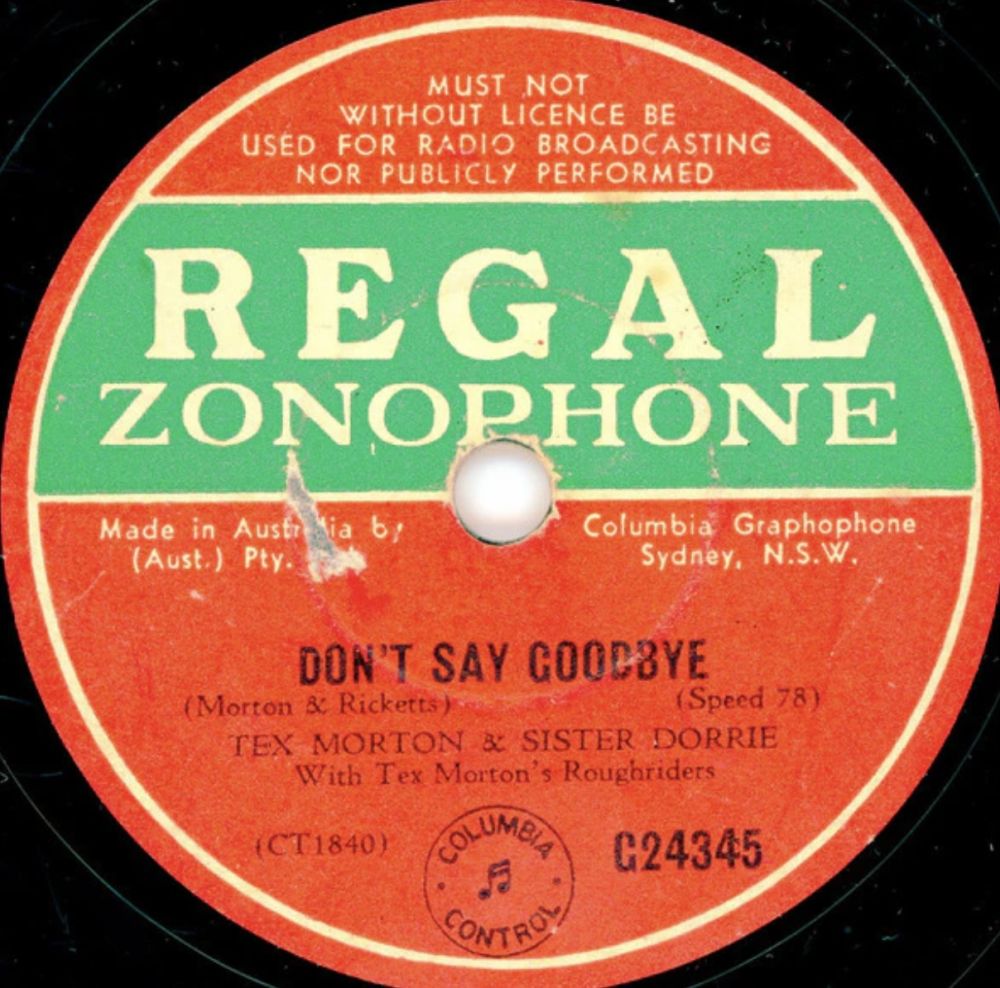 MUST NOT
WITHOUT LICENCE BE
USED FOR RADIO BROADCASTING
NOR PUBLICLY PERFORMED
REGAL
ZONOPHONE
Made in Australia by Columbia Graphophone
(Aust.) Pty. Sydney, N.S.W.
DON'T SAY GOODBYE
(Morton & Ricketts) (Speed 78)
TEX MORTON & SISTER DORRIE
With Tex Morton's Roughriders
(CT1840) G24345
COLUMBIA
CONTROL